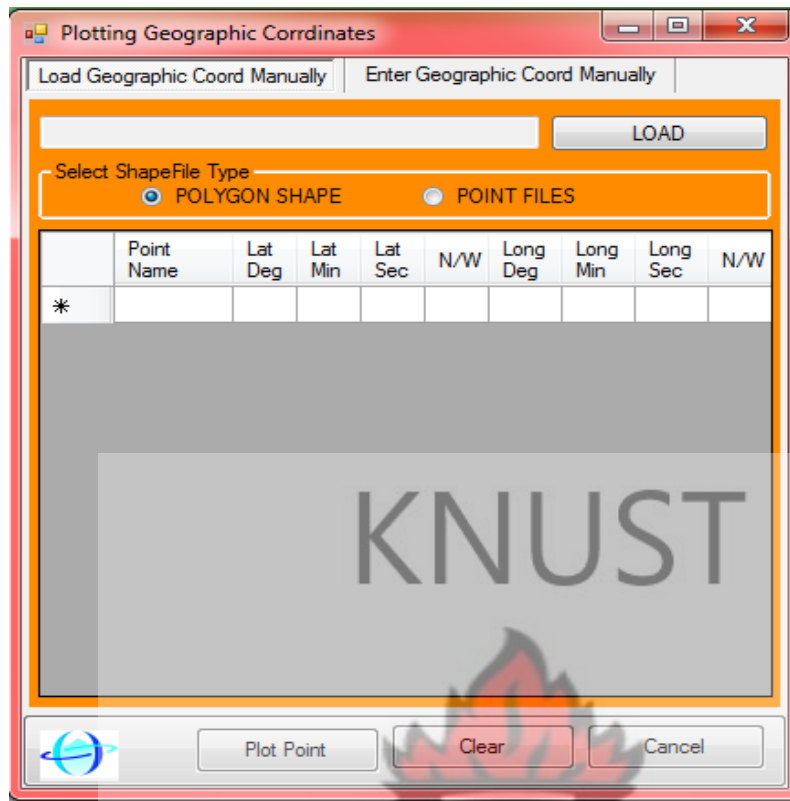 Plotting Geographic Corrdinates
Load Geographic Coord Manually Enter Geographic Coord Manually
LOAD
Select ShapeFile Type
POLYGON SHAPE POINT FILES
Point Name Lat Deg Lat Min Lat Sec N/W Long Deg Long Min Long Sec N/W
KNUST
Plot Point Clear Cancel